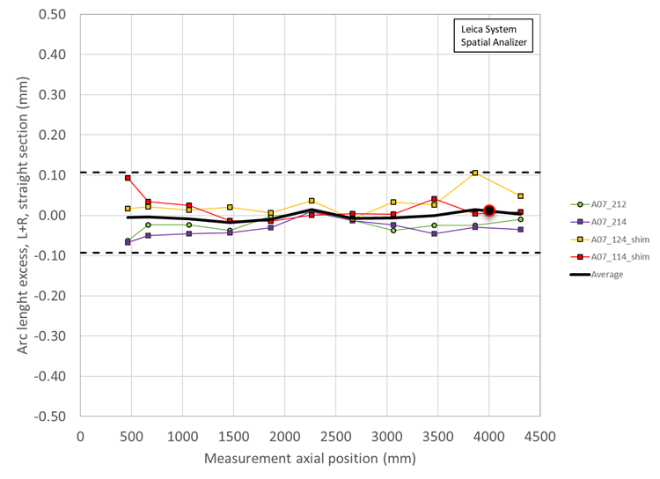 0.50
0.40
0.30
0.20
0.10
0.00
-0.10
-0.20
-0.30
-0.40
-0.50
Arc lenght excess, L+R, straight section (mm)
Leica System
Spatial Analizer
A07_212
A07_214
A07_124_shim
A07_114_shim
Average
0 500 1000 1500 2000 2500 3000 3500 4000 4500
Measurement axial position (mm)